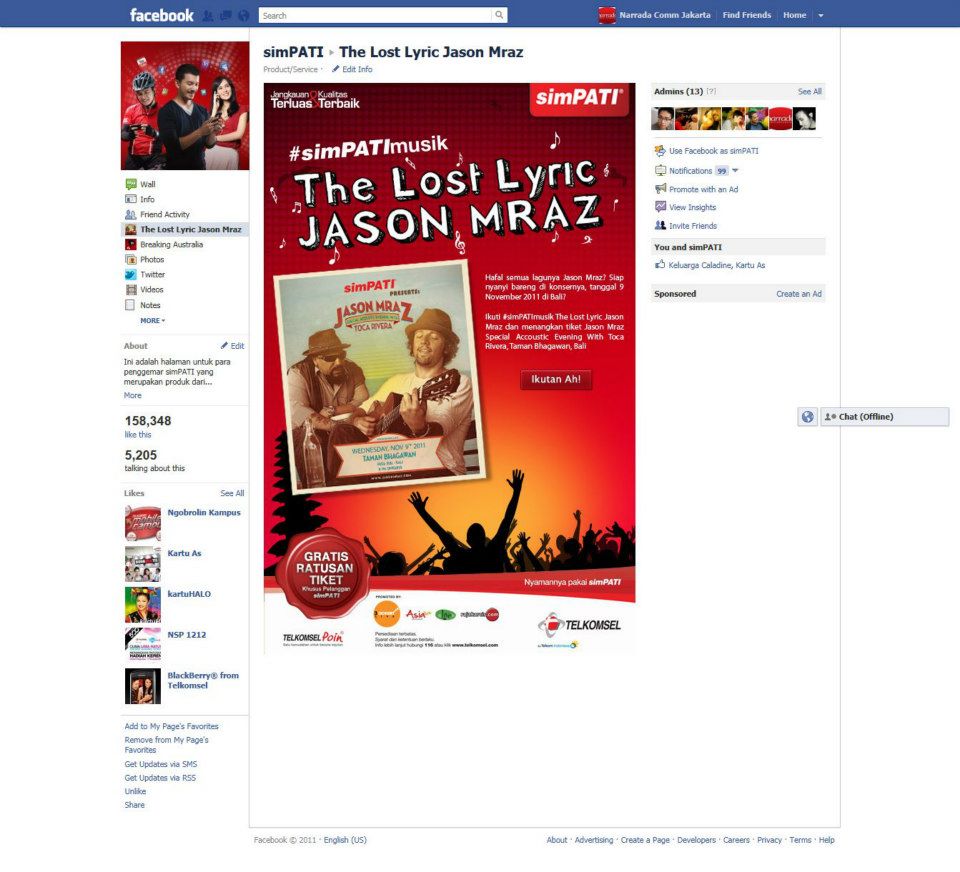 facebook
Search
Narrada Comm Jakarta
Find Friends
Home
simPATI
The Lost Lyric Jason Mraz
Product/Service ·
Edit Info
Wall
Info
Friend Activity
The Lost Lyric Jason Mraz
Breaking Australia
Photos
Twitter
Videos
Notes
MORE
About
Edit
Ini adalah halaman untuk para
penggemar simPATI yang
merupakan produk dari...
More
158,348
like this
5,205
talking about this
Likes
See All
Ngobrolin Kampus
Kartu As
kartuHALO
NSP 1212
BlackBerry® from
Telkomsel
Add to My Page's Favorites
Remove from My Page's
Favorites
Get Updates via SMS
Get Updates via RSS
Unlike
Share
Jangkauan & Kualitas
Terluas & Terbaik
simPATI
#simPATImusik
The Lost Lyric
JASON MRAZ
simPATI
PRESENTS:
JASON MRAZ
TOCA RIVERA
WEDNESDAY, NOV 9TH 2011
TAMAN BHAGAWAN
Hafal semua lagunya Jason Mraz? Siap
nyanyi bareng di konsernya, tanggal 9
November 2011 di Bali?
Ikuti #simPATImusik The Lost Lyric Jason
Mraz dan menangkan tiket Jason Mraz
Special Accoustic Evening With Toca
Rivera, Taman Bhagawan, Bali
Ikutan Ah!
GRATIS
RATUSAN
TIKET
Khusus Pelanggan
simPATI
Nyamannya pakai simPATI
PROMOTED BY
rajakarcis.com
TELKOMSEL Poin
Persediaan terbatas.
Syarat dan ketentuan berlaku
Info lebih lanjut hubungi 116 atau klik www.telkomsel.com
TELKOMSEL
Admins (13) [?]
See All
Use Facebook as simPATI
Notifications 99
Promote with an Ad
View Insights
Invite Friends
You and simPATI
Keluarga Caladine, Kartu As
Sponsored
Create an Ad
Chat (Offline)
Facebook © 2011 · English (US)
About · Advertising · Create a Page · Developers · Careers · Privacy · Terms · Help